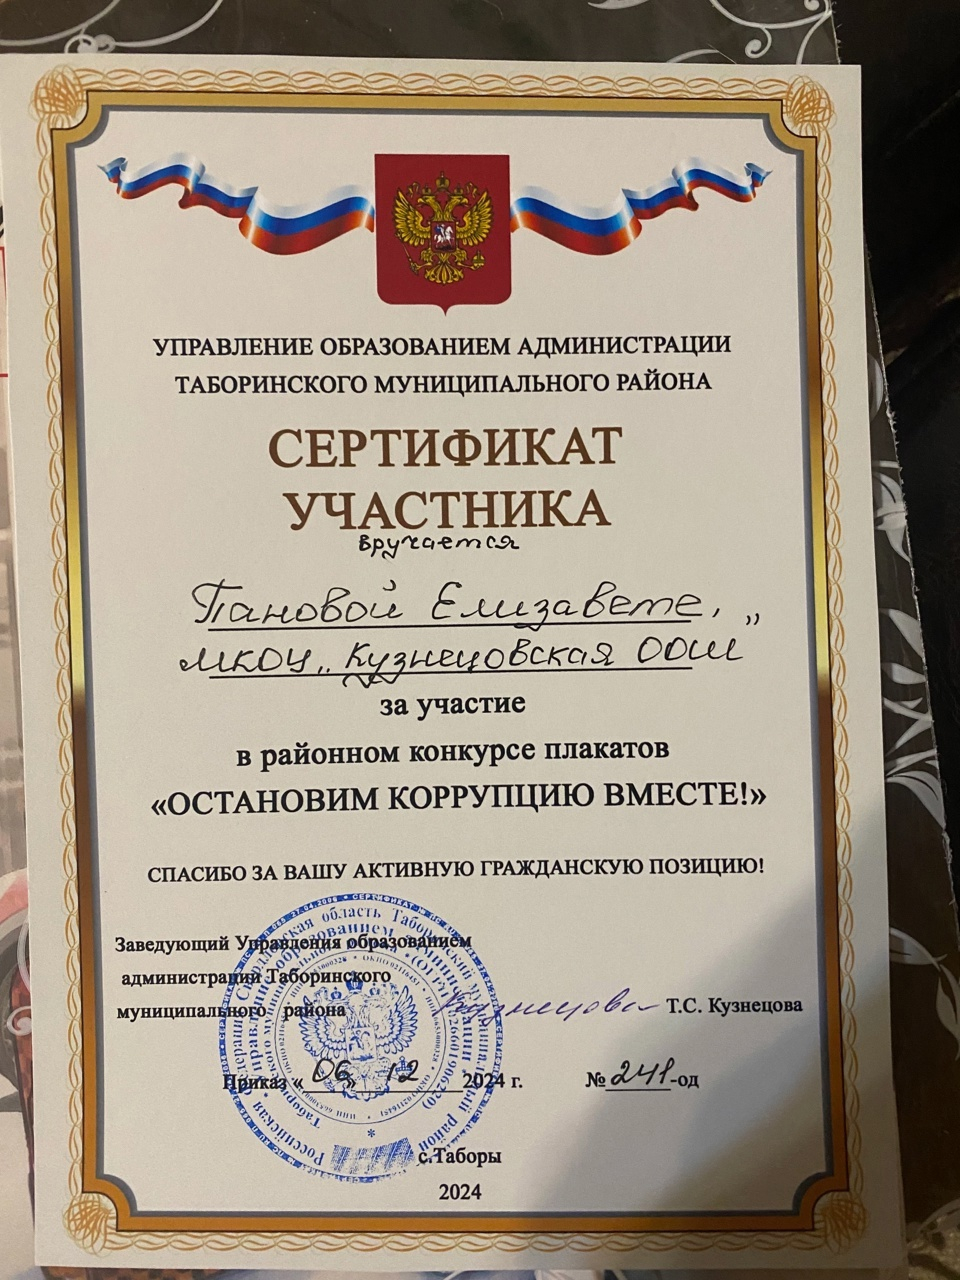 УПРАВЛЕНИЕ ОБРАЗОВАНИЕМ АДМИНИСТРАЦИИ
ТАБОРИНСКОГО МУНИЦИПАЛЬНОГО РАЙОНА
СЕРТИФИКАТ
УЧАСТНИКА
вручается
Пановой Елизавете,
МКОУ „Кузнецовская ООШ”
за участие
в районном конкурсе плакатов
«ОСТАНОВИМ КОРРУПЦИЮ ВМЕСТЕ!»
СПАСИБО ЗА ВАШУ АКТИВНУЮ ГРАЖДАНСКУЮ ПОЗИЦИЮ!
Заведующий Управления образованием
администраций Таборинского
муниципального района Кузнецова Т.С. Кузнецова
Приказ « 06 » 12 2024 г. № 241-од
с.Таборы
2024